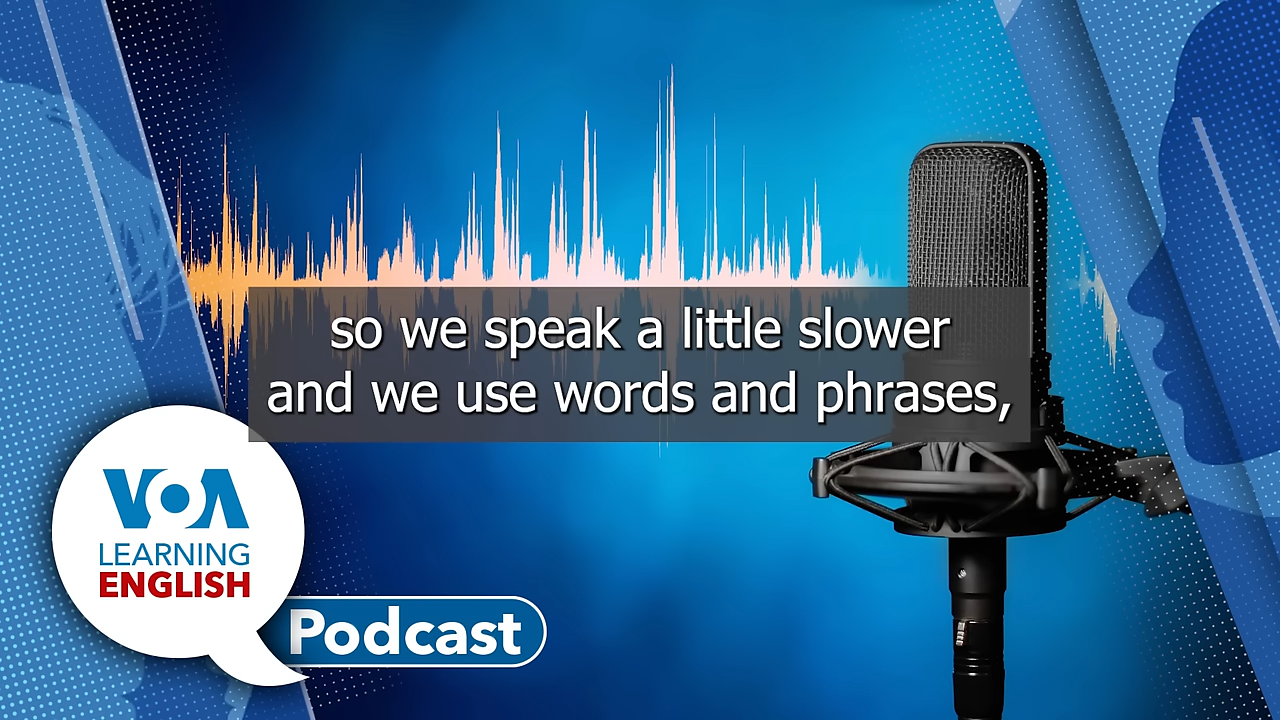 so we speak a little slower
and we use words and phrases,
VOA
LEARNING
ENGLISH
Podcast